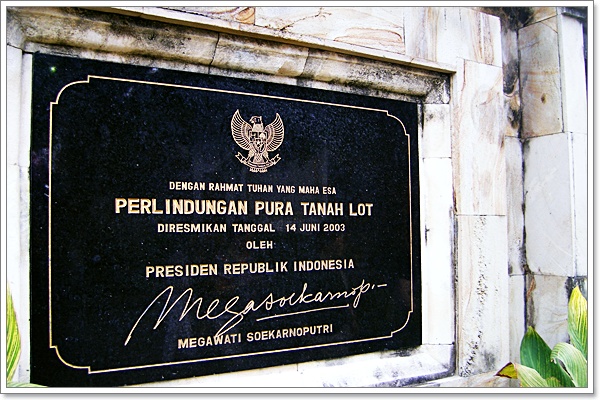 DENGAN RAHMAT TUHAN YANG MAHA ESA
PERLINDUNGAN PURA TANAH LOT
DIRESMIKAN TANGGAL 14 JUNI 2003
OLEH
PRESIDEN REPUBLIK INDONESIA
Megasoekarnop.
MEGAWATI SOEKARNOPUTRI